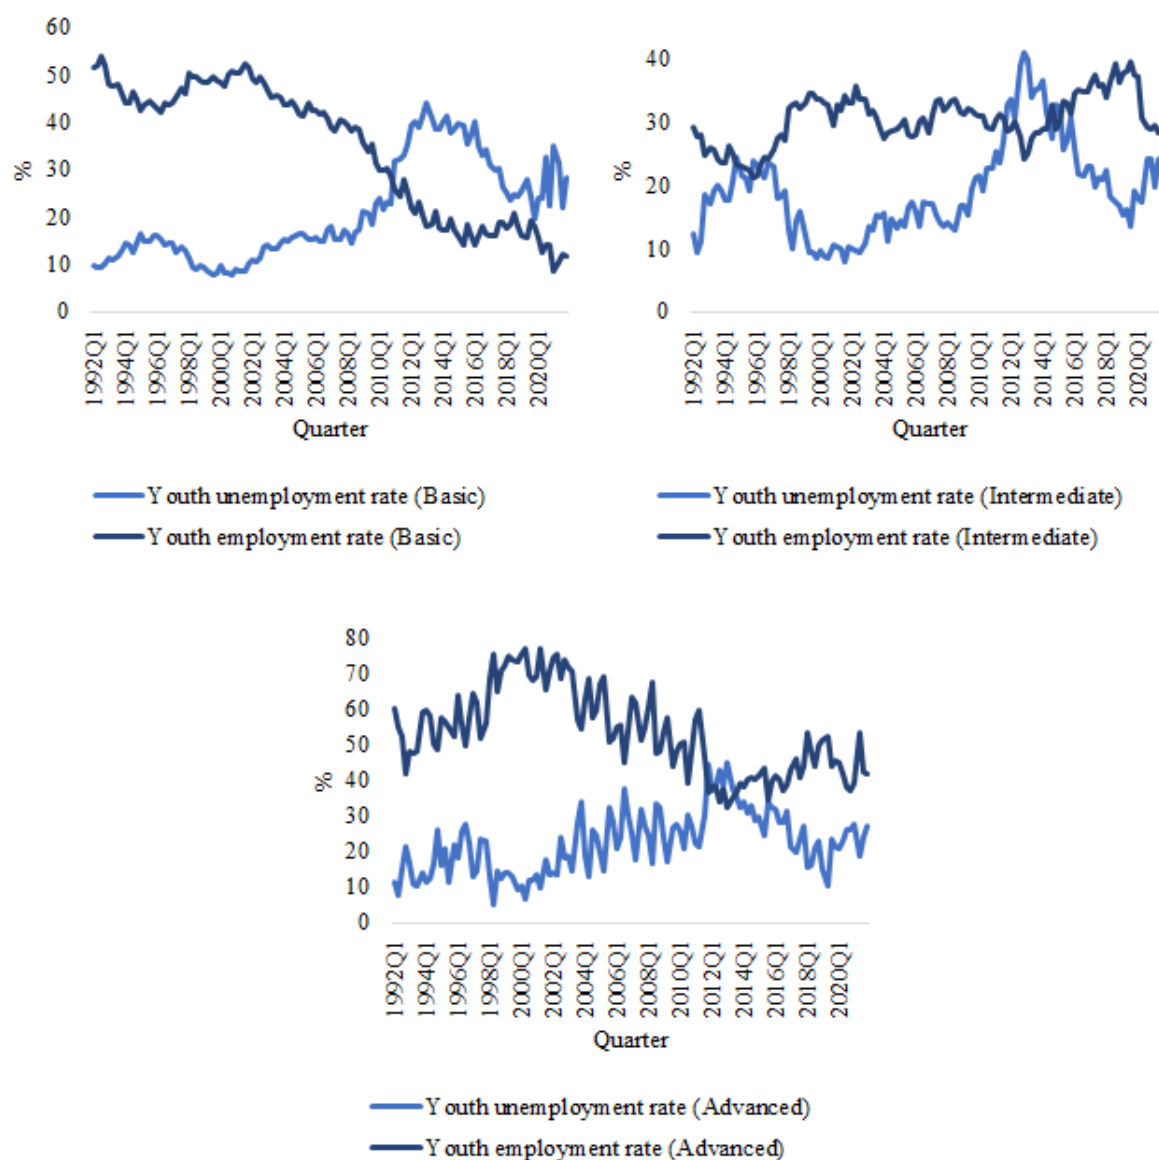 60
50
40
30
20
10
0
%
1992Q1
1994Q1
1996Q1
1998Q1
2000Q1
2002Q1
2004Q1
2006Q1
2008Q1
2010Q1
2012Q1
2014Q1
2016Q1
2018Q1
2020Q1
Quarter
Youth unemployment rate (Basic)
Youth employment rate (Basic)
40
30
20
10
0
%
1992Q1
1994Q1
1996Q1
1998Q1
2000Q1
2002Q1
2004Q1
2006Q1
2008Q1
2010Q1
2012Q1
2014Q1
2016Q1
2018Q1
2020Q1
Quarter
Youth unemployment rate (Intermediate)
Youth employment rate (Intermediate)
80
70
60
50
40
30
20
10
0
%
1992Q1
1994Q1
1996Q1
1998Q1
2000Q1
2002Q1
2004Q1
2006Q1
2008Q1
2010Q1
2012Q1
2014Q1
2016Q1
2018Q1
2020Q1
Quarter
Youth unemployment rate (Advanced)
Youth employment rate (Advanced)